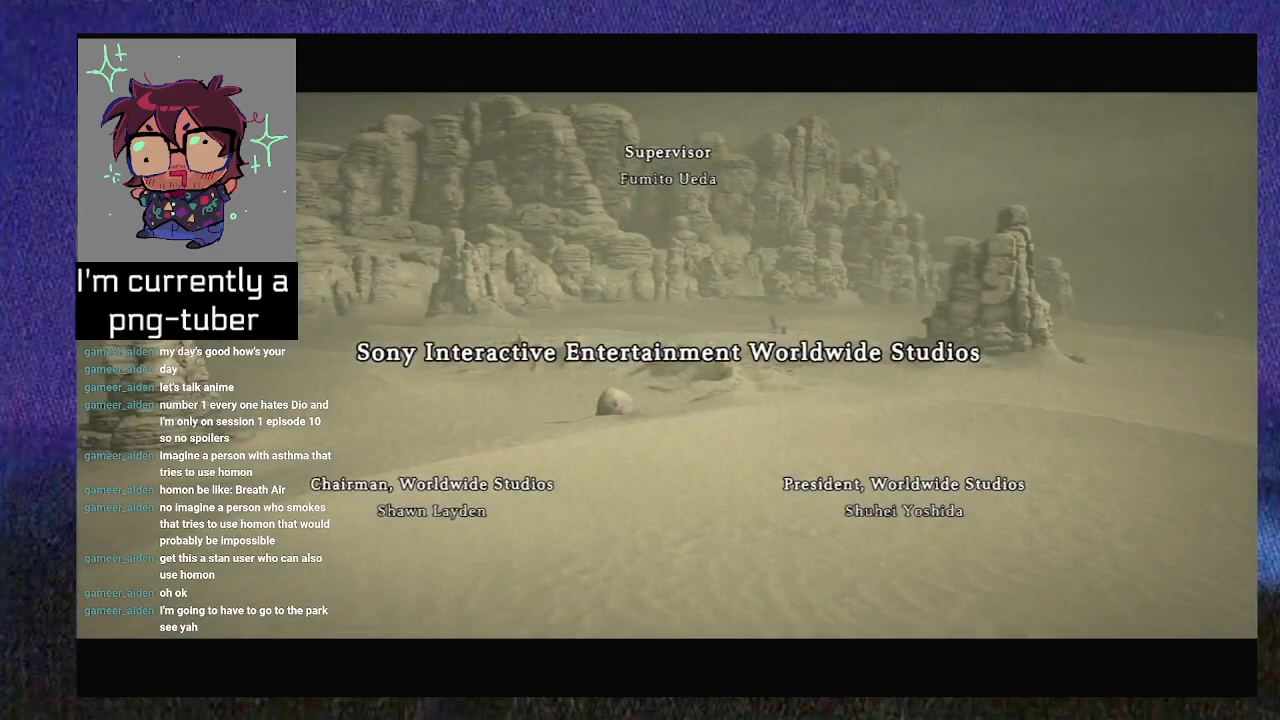 Supervisor
Fumito Ueda
Sony Interactive Entertainment Worldwide Studios
Chairman, Worldwide Studios
Shawn Layden
President, Worldwide Studios
Shuhei Yoshida
I'm currently a
png-tuber
gameer_aiden my day's good how's your
gameer_aiden day
gameer_aiden let's talk anime
gameer_aiden number 1 every one hates Dio and
I'm only on session 1 episode 10
so no spoilers
gameer_aiden imagine a person with asthma that
tries to use homon
gameer_aiden homon be like: Breath Air
gameer_aiden no imagine a person who smokes
that tries to use homon that would
probably be impossible
gameer_aiden get this a stan user who can also
use homon
gameer_aiden oh ok
gameer_aiden I'm going to have to go to the park
see yah